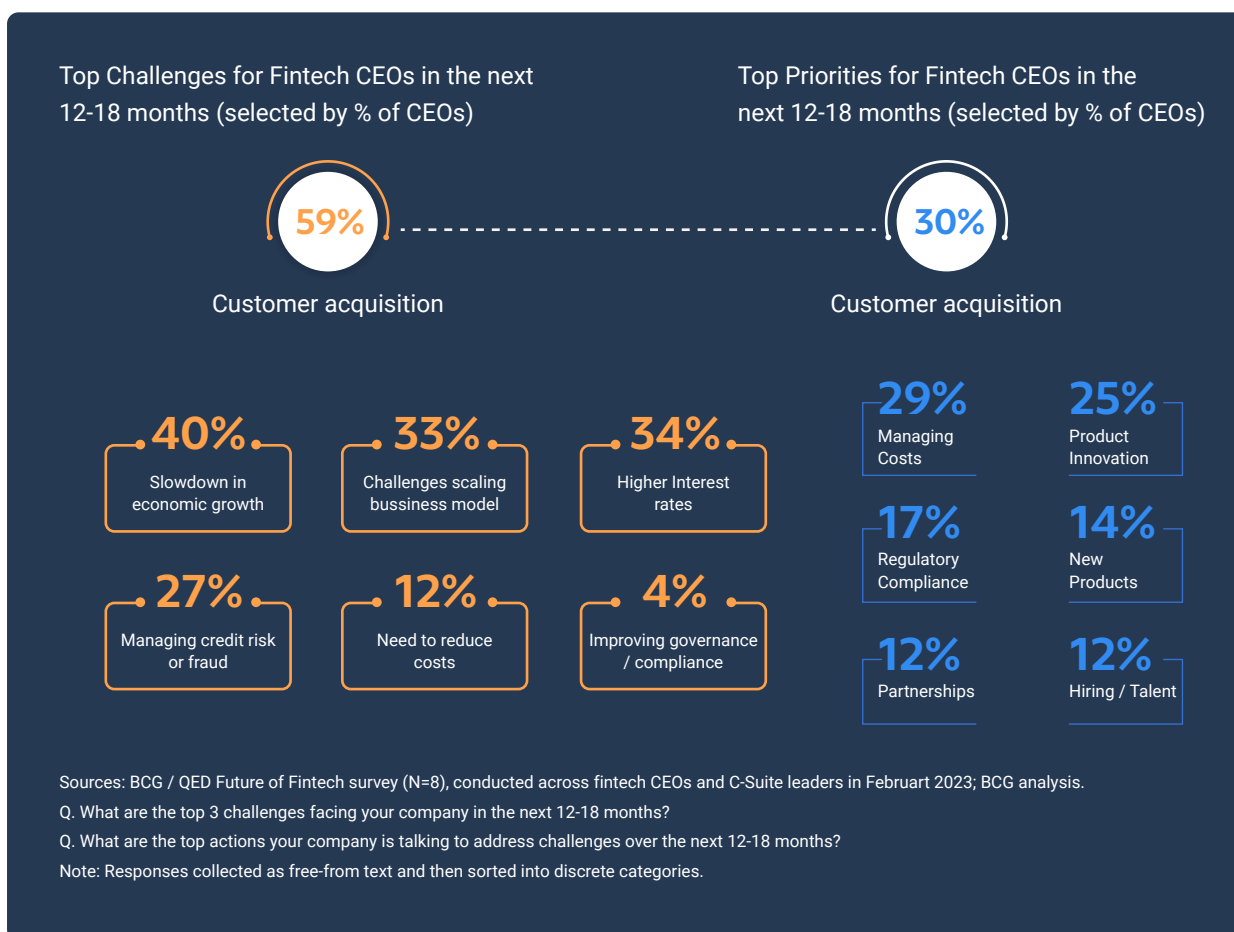 Top Challenges for Fintech CEOs in the next
12-18 months (selected by % of CEOs)
59%
Customer acquisition
40%
Slowdown in
economic growth
33%
Challenges scaling
bussiness model
34%
Higher Interest
rates
27%
Managing credit risk
or fraud
12%
Need to reduce
costs
4%
Improving governance
/ compliance
Top Priorities for Fintech CEOs in the
next 12-18 months (selected by % of CEOs)
30%
Customer acquisition
29%
Managing
Costs
25%
Product
Innovation
17%
Regulatory
Compliance
14%
New
Products
12%
Partnerships
12%
Hiring / Talent
Sources: BCG / QED Future of Fintech survey (N=8), conducted across fintech CEOs and C-Suite leaders in Februart 2023; BCG analysis.
Q. What are the top 3 challenges facing your company in the next 12-18 months?
Q. What are the top actions your company is talking to address challenges over the next 12-18 months?
Note: Responses collected as free-from text and then sorted into discrete categories.